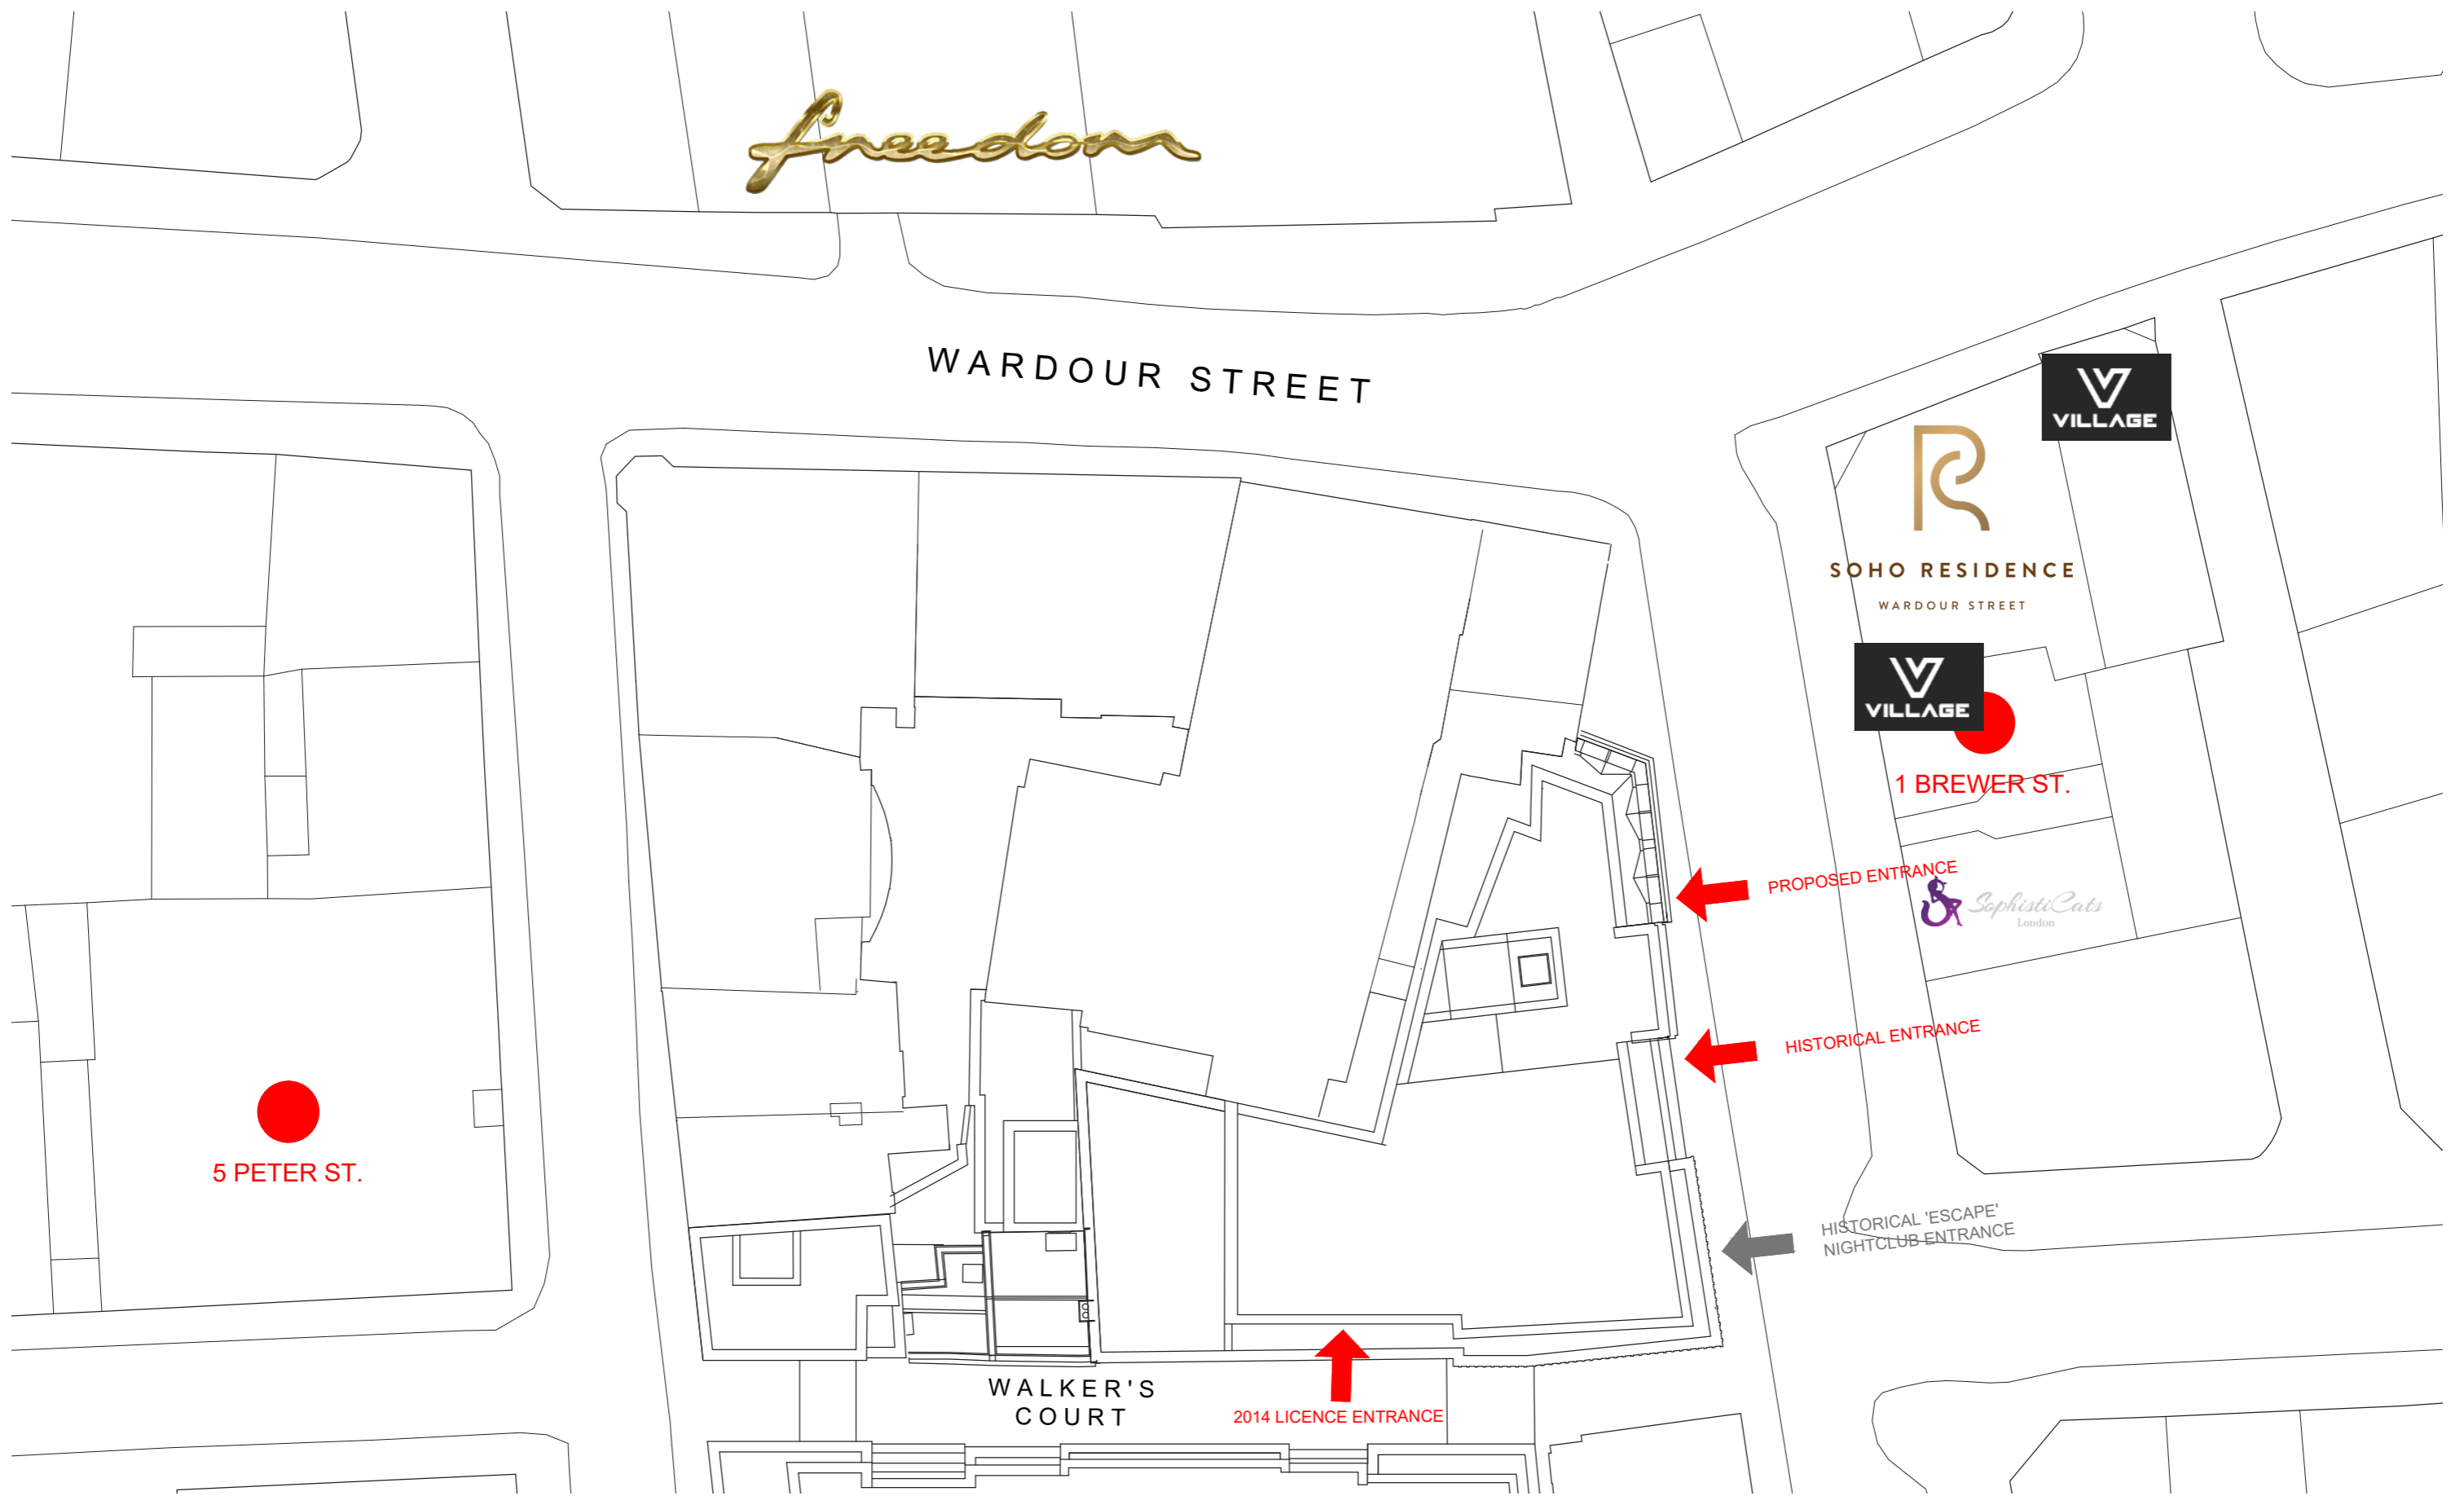 freedom
WARDOUR STREET
VILLAGE
SOHO RESIDENCE
WARDOUR STREET
VILLAGE
1 BREWER ST.
PROPOSED ENTRANCE
SophistiCats
London
HISTORICAL ENTRANCE
5 PETER ST.
HISTORICAL 'ESCAPE'
NIGHTCLUB ENTRANCE
WALKER'S
COURT
2014 LICENCE ENTRANCE